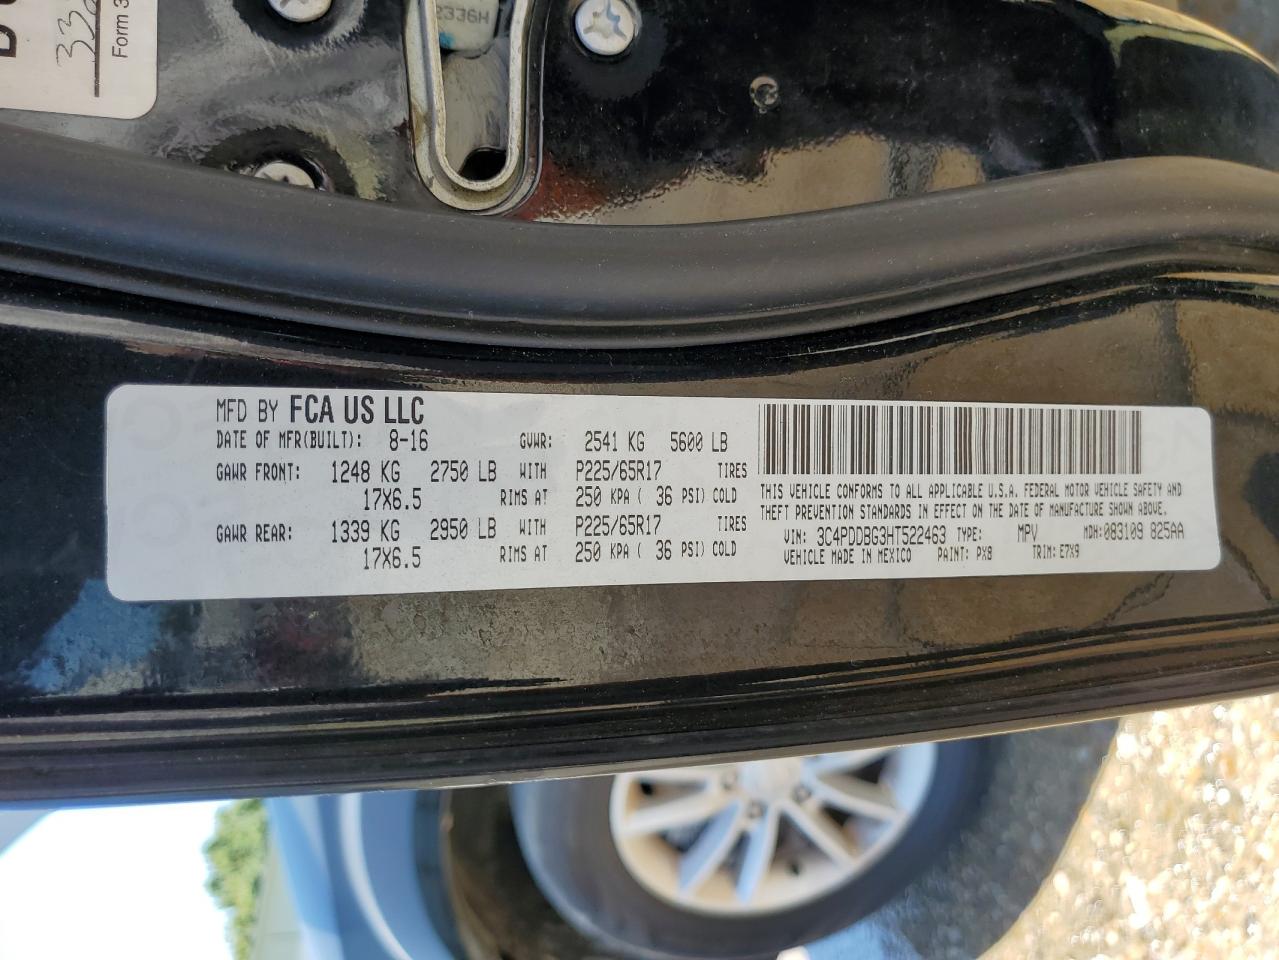 2336H
Form 3
MFD BY FCA US LLC
DATE OF MFR(BUILT): 8-16 GVWR: 2541 KG 5600 LB
GAWR FRONT: 1248 KG 2750 LB WITH P225/65R17 TIRES
17X6.5 RIMS AT 250 KPA ( 36 PSI) COLD
GAWR REAR: 1339 KG 2950 LB WITH P225/65R17 TIRES
17X6.5 RIMS AT 250 KPA ( 36 PSI) COLD
THIS VEHICLE CONFORMS TO ALL APPLICABLE U.S.A. FEDERAL MOTOR VEHICLE SAFETY AND
THEFT PREVENTION STANDARDS IN EFFECT ON THE DATE OF MANUFACTURE SHOWN ABOVE.
VIN: 3C4PDDBG3HT522463 TYPE: MPV MDH:083109 825AA
VEHICLE MADE IN MEXICO PAINT: PX8 TRIM: E7X9